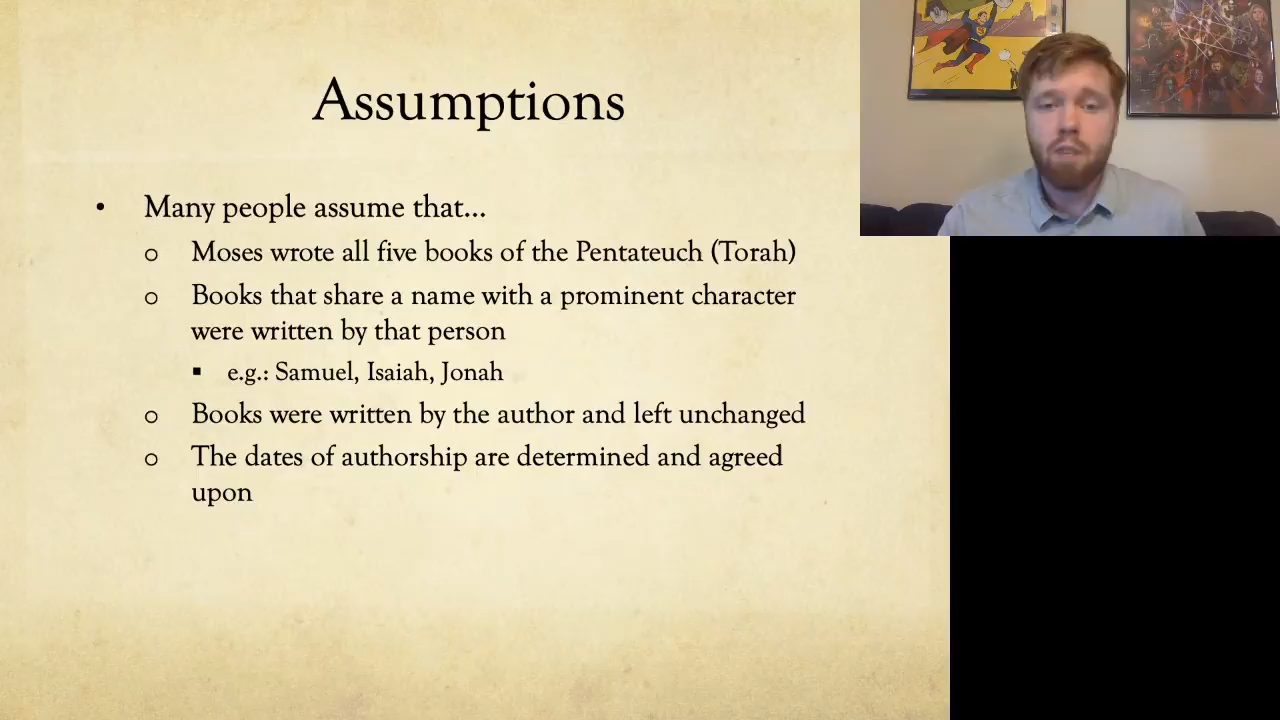 Assumptions
• Many people assume that...
o Moses wrote all five books of the Pentateuch (Torah)
o Books that share a name with a prominent character
were written by that person
▪ e.g.: Samuel, Isaiah, Jonah
o Books were written by the author and left unchanged
o The dates of authorship are determined and agreed
upon